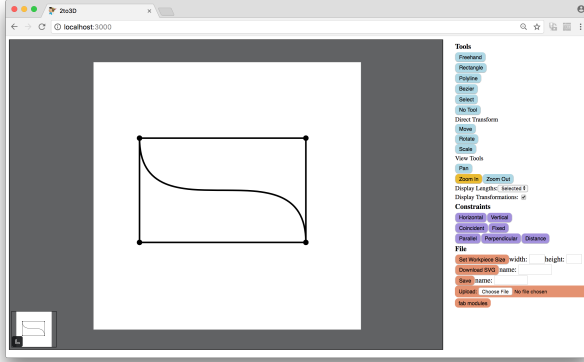 2to3D
localhost:3000
Tools
Freehand
Rectangle
Polyline
Bezier
Select
No Tool
Direct Transform
Move
Rotate
Scale
View Tools
Pan
Zoom In Zoom Out
Display Lengths: Selected
Display Transformations:
Constraints
Horizontal Vertical
Coincident Fixed
Parallel Perpendicular Distance
File
Set Workpiece Size width: height:
Download SVG name:
Save name:
Upload: Choose File No file chosen
fab modules